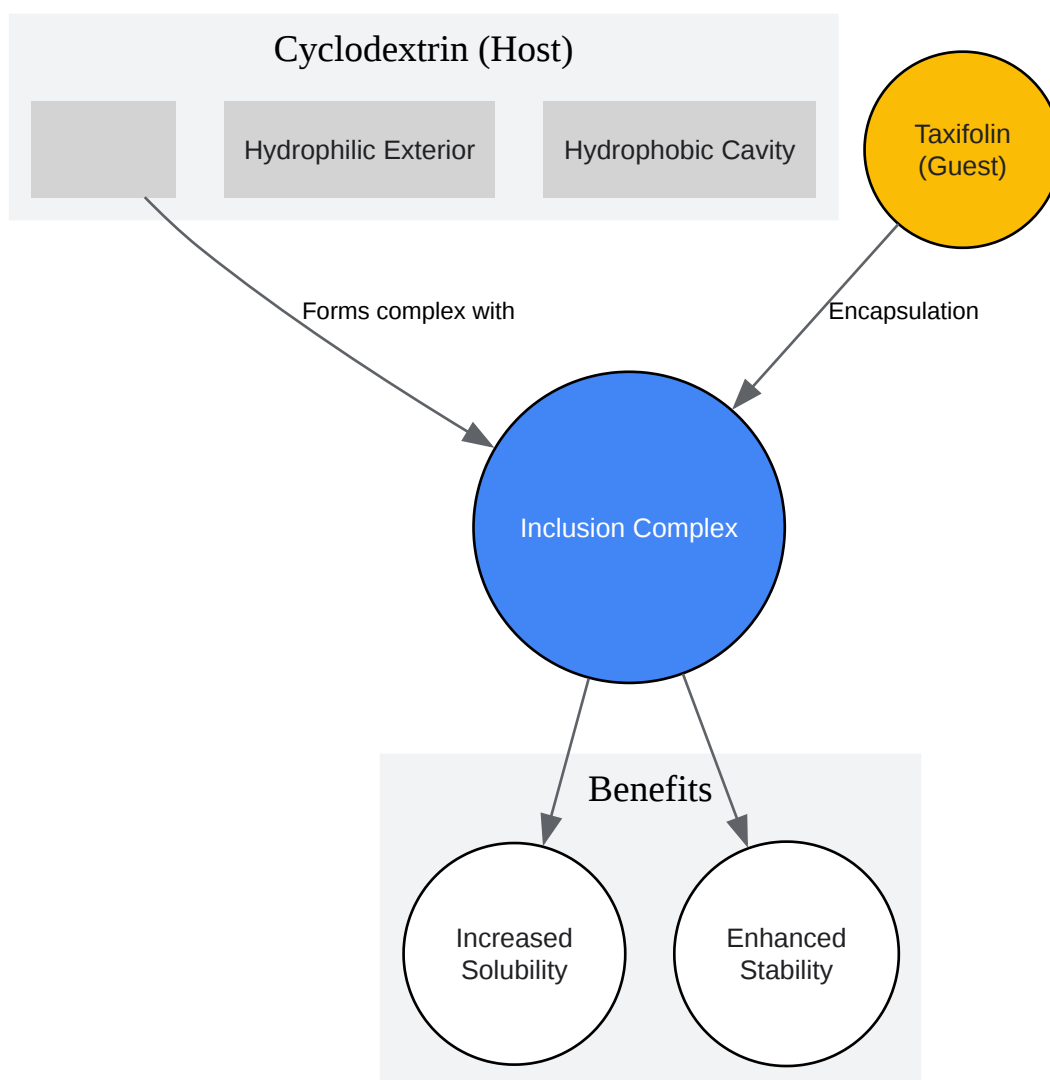 Cyclodextrin (Host)
Hydrophilic Exterior
Hydrophobic Cavity
Taxifolin
(Guest)
Forms complex with
Encapsulation
Inclusion Complex
Benefits
Increased
Solubility
Enhanced
Stability